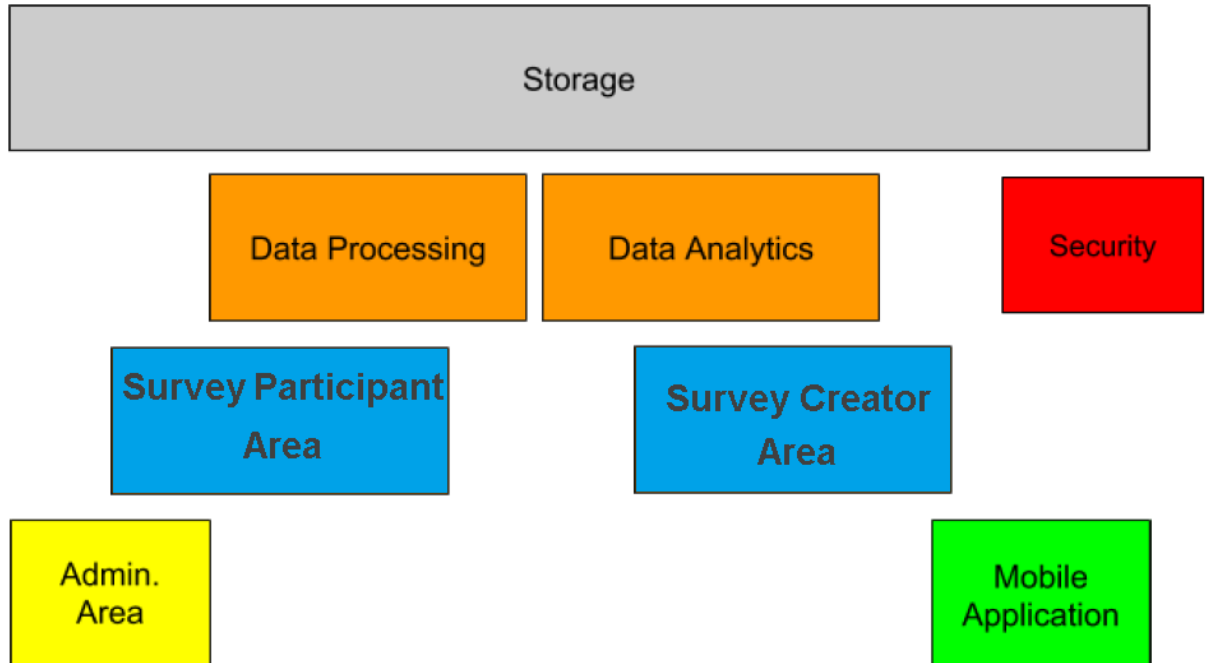 Storage
Data Processing
Data Analytics
Security
Survey Participant
Area
Survey Creator
Area
Admin.
Area
Mobile
Application